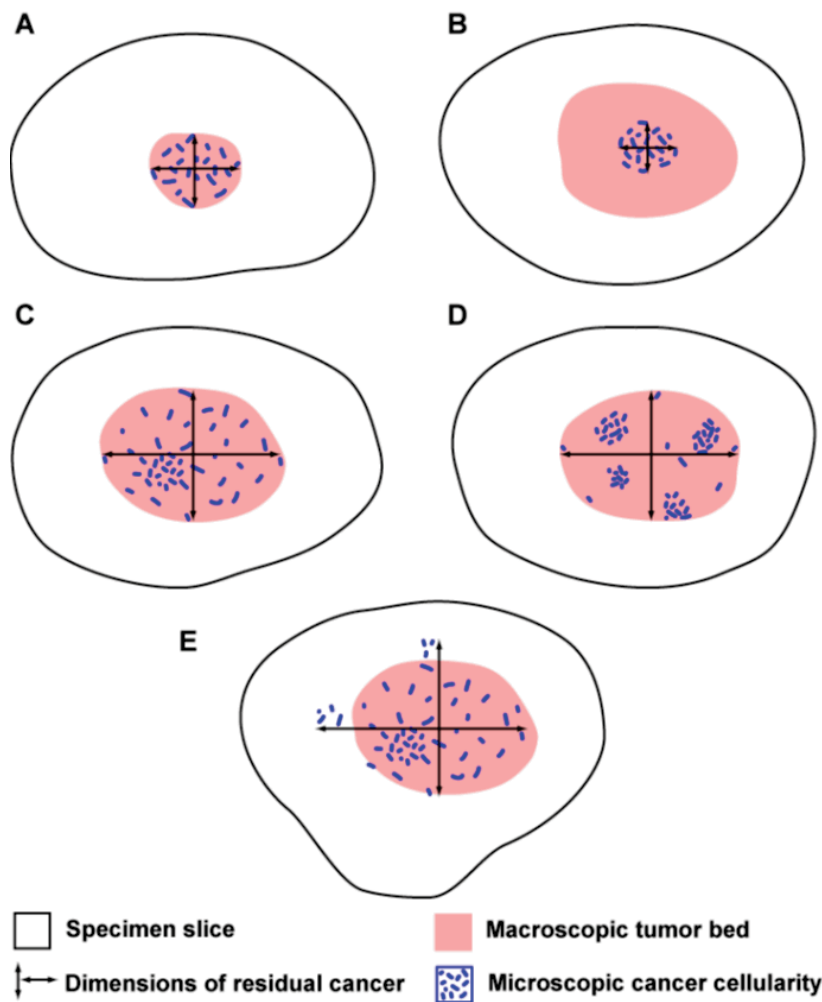 A
B
C
D
E
Specimen slice
Macroscopic tumor bed
Dimensions of residual cancer
Microscopic cancer cellularity